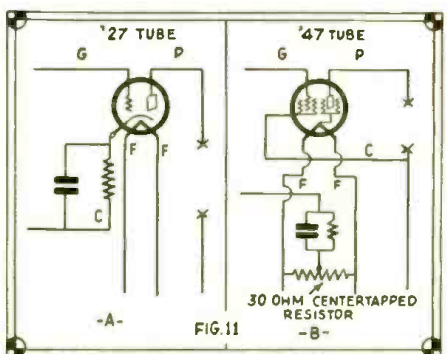 '27 TUBE
G P
F F
C
-A-
'47 TUBE
G P
C
F F
30 OHM CENTERTAPPED
RESISTOR
-B-
FIG.11